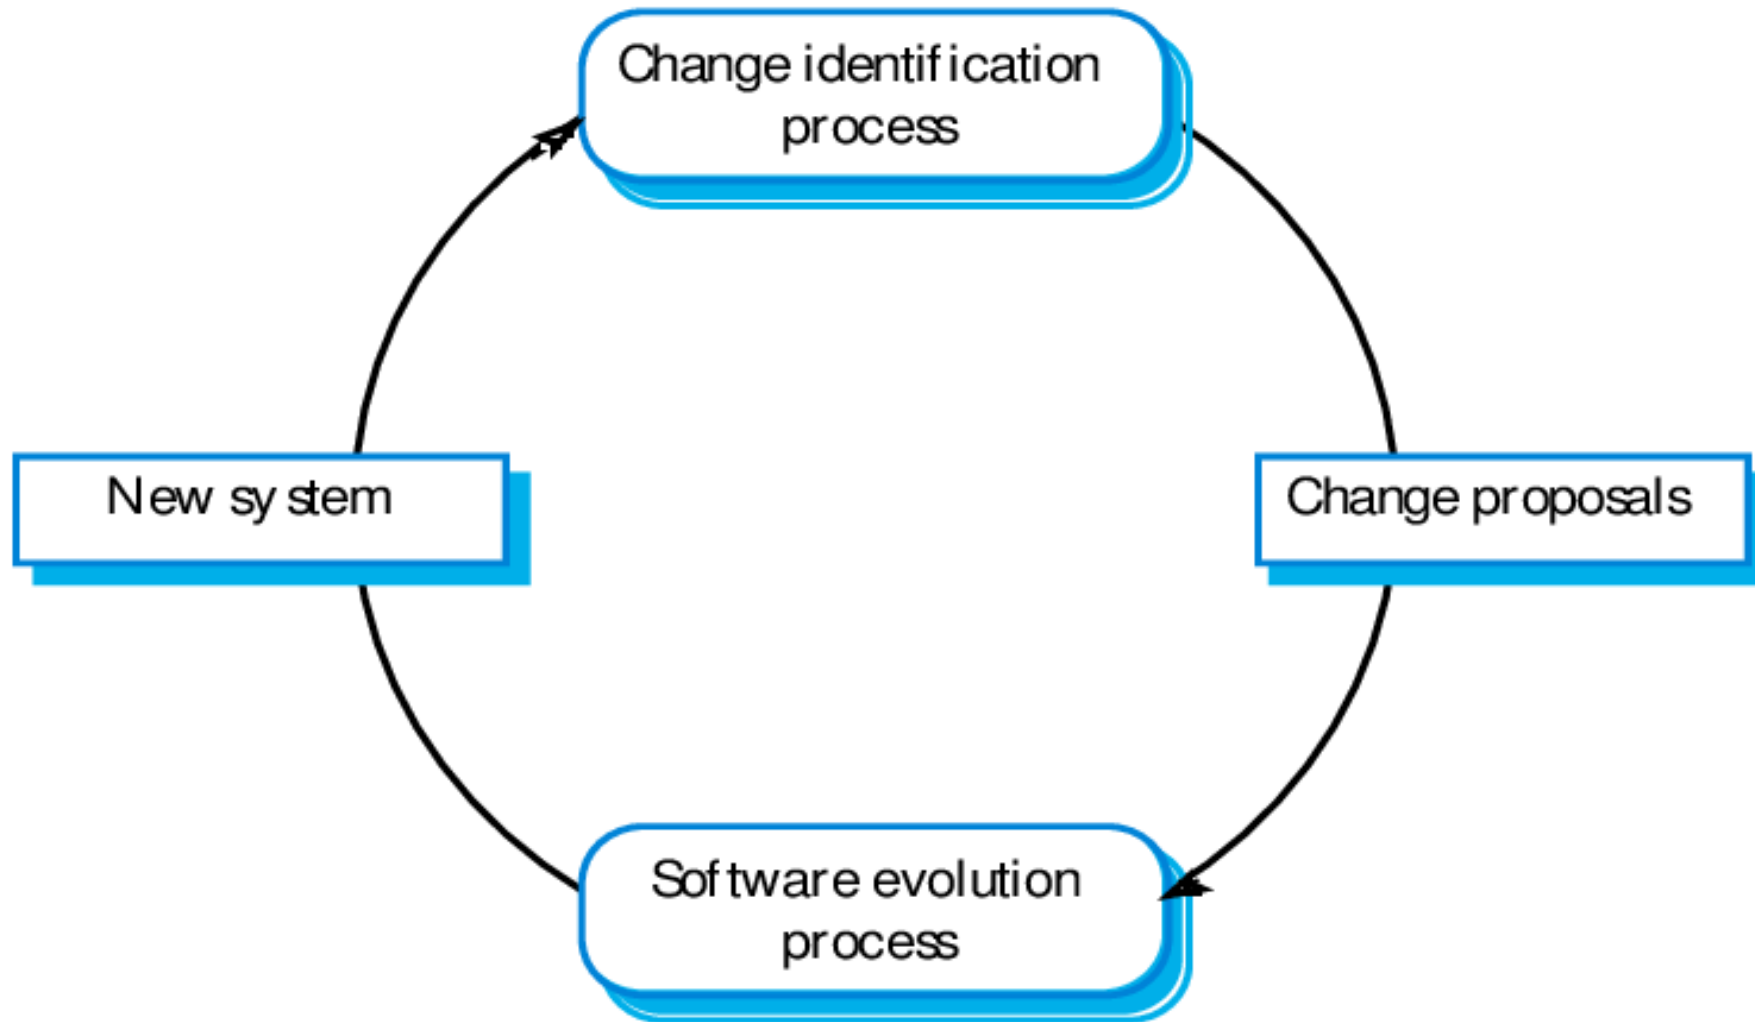 Change identification
process
New system
Change proposals
Software evolution
process